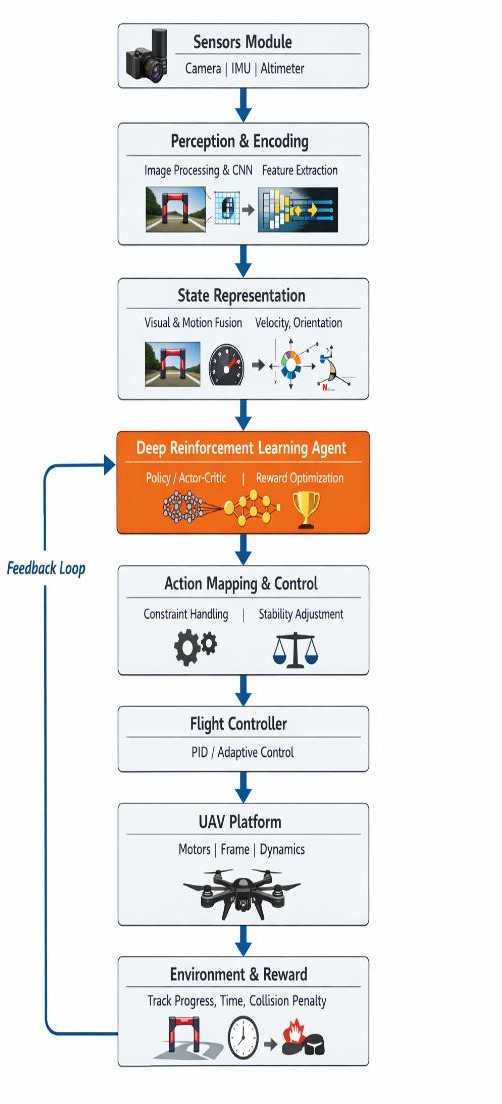 Sensors Module
Camera | IMU | Altimeter
Perception & Encoding
Image Processing & CNN Feature Extraction
State Representation
Visual & Motion Fusion Velocity, Orientation
N
Deep Reinforcement Learning Agent
Policy / Actor-Critic | Reward Optimization
Feedback Loop
Action Mapping & Control
Constraint Handling | Stability Adjustment
Flight Controller
PID / Adaptive Control
UAV Platform
Motors | Frame | Dynamics
Environment & Reward
Track Progress, Time, Collision Penalty